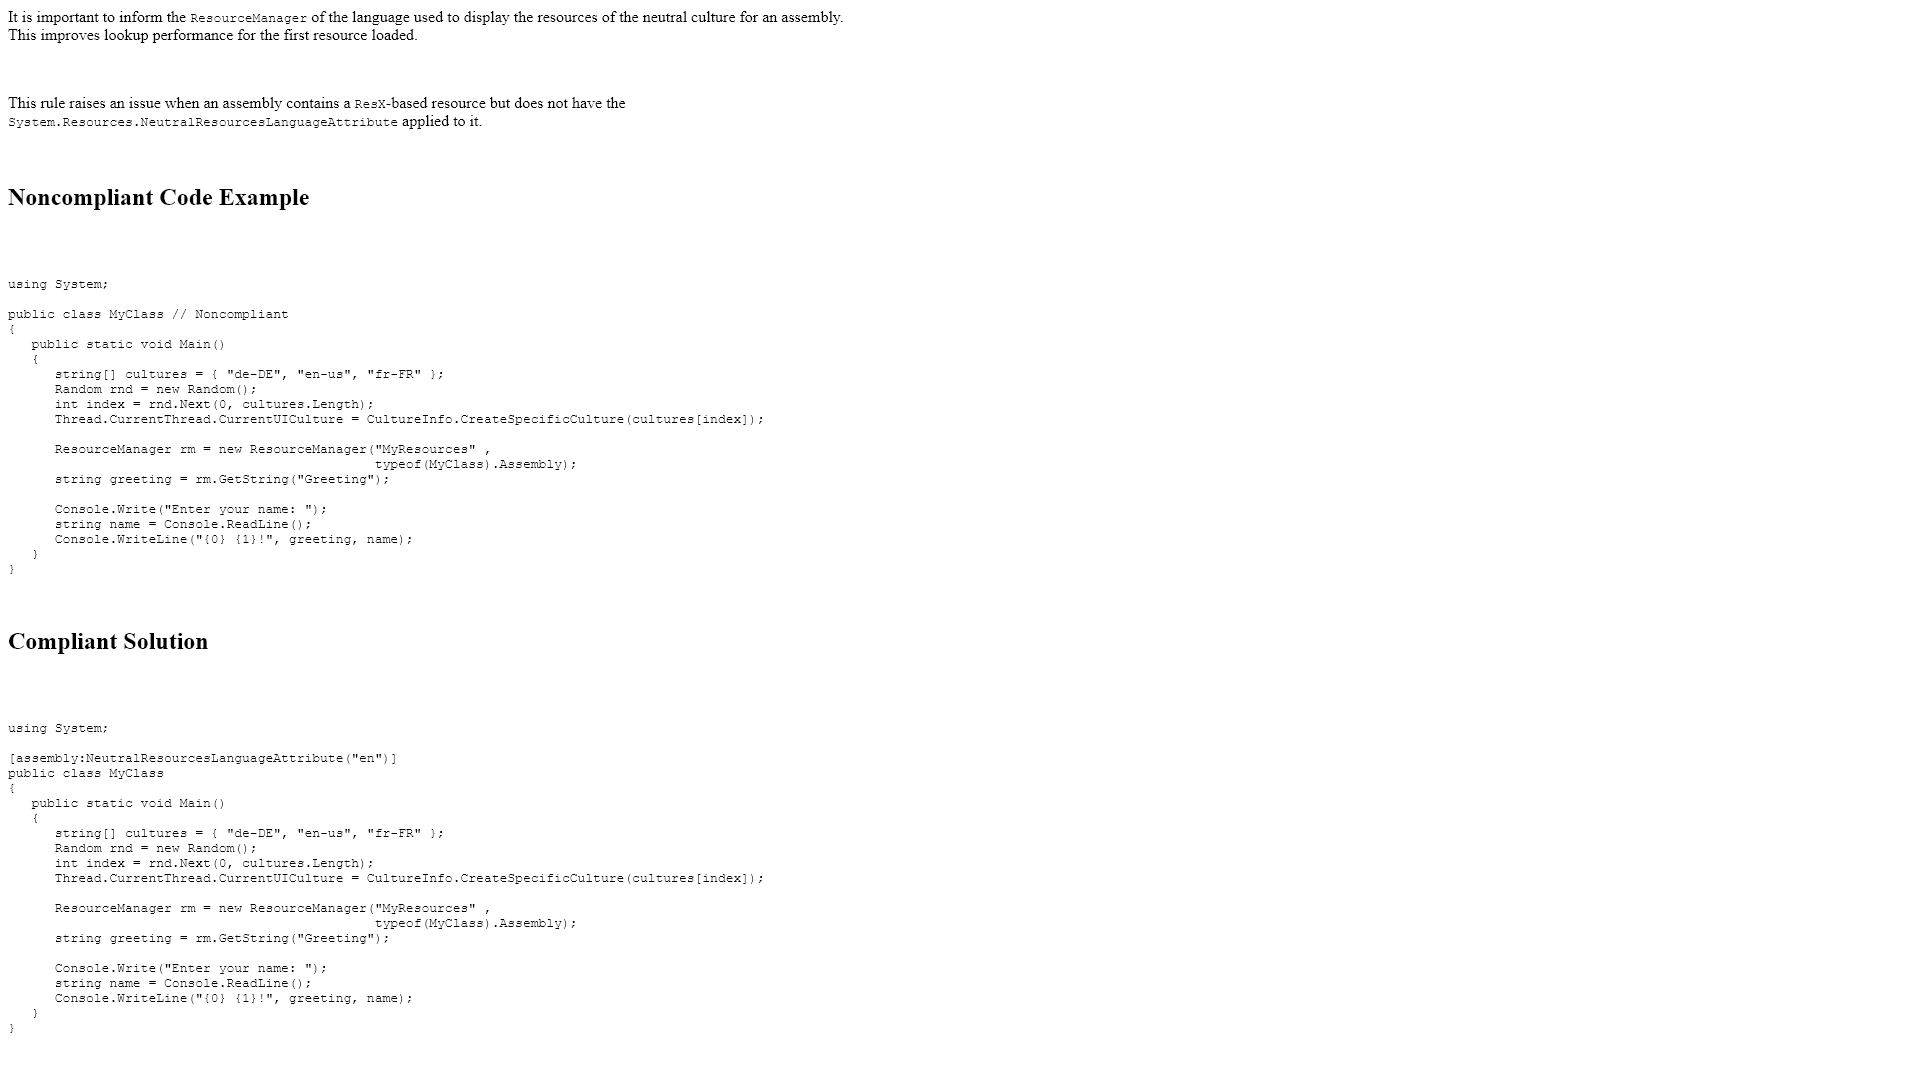 It is important to inform the ResourceManager of the language used to display the resources of the neutral culture for an assembly.
This improves lookup performance for the first resource loaded.
This rule raises an issue when an assembly contains a ResX-based resource but does not have the
System.Resources.NeutralResourcesLanguageAttribute applied to it.
Noncompliant Code Example
using System;
public class MyClass // Noncompliant
{
   public static void Main()
   {
      string[] cultures = { "de-DE", "en-us", "fr-FR" };
      Random rnd = new Random();
      int index = rnd.Next(0, cultures.Length);
      Thread.CurrentThread.CurrentUICulture = CultureInfo.CreateSpecificCulture(cultures[index]);
      ResourceManager rm = new ResourceManager("MyResources" ,
                                               typeof(MyClass).Assembly);
      string greeting = rm.GetString("Greeting");
      Console.Write("Enter your name: ");
      string name = Console.ReadLine();
      Console.WriteLine("{0} {1}!", greeting, name);
   }
}
Compliant Solution
using System;
[assembly:NeutralResourcesLanguageAttribute("en")]
public class MyClass
{
   public static void Main()
   {
      string[] cultures = { "de-DE", "en-us", "fr-FR" };
      Random rnd = new Random();
      int index = rnd.Next(0, cultures.Length);
      Thread.CurrentThread.CurrentUICulture = CultureInfo.CreateSpecificCulture(cultures[index]);
      ResourceManager rm = new ResourceManager("MyResources" ,
                                               typeof(MyClass).Assembly);
      string greeting = rm.GetString("Greeting");
      Console.Write("Enter your name: ");
      string name = Console.ReadLine();
      Console.WriteLine("{0} {1}!", greeting, name);
   }
}